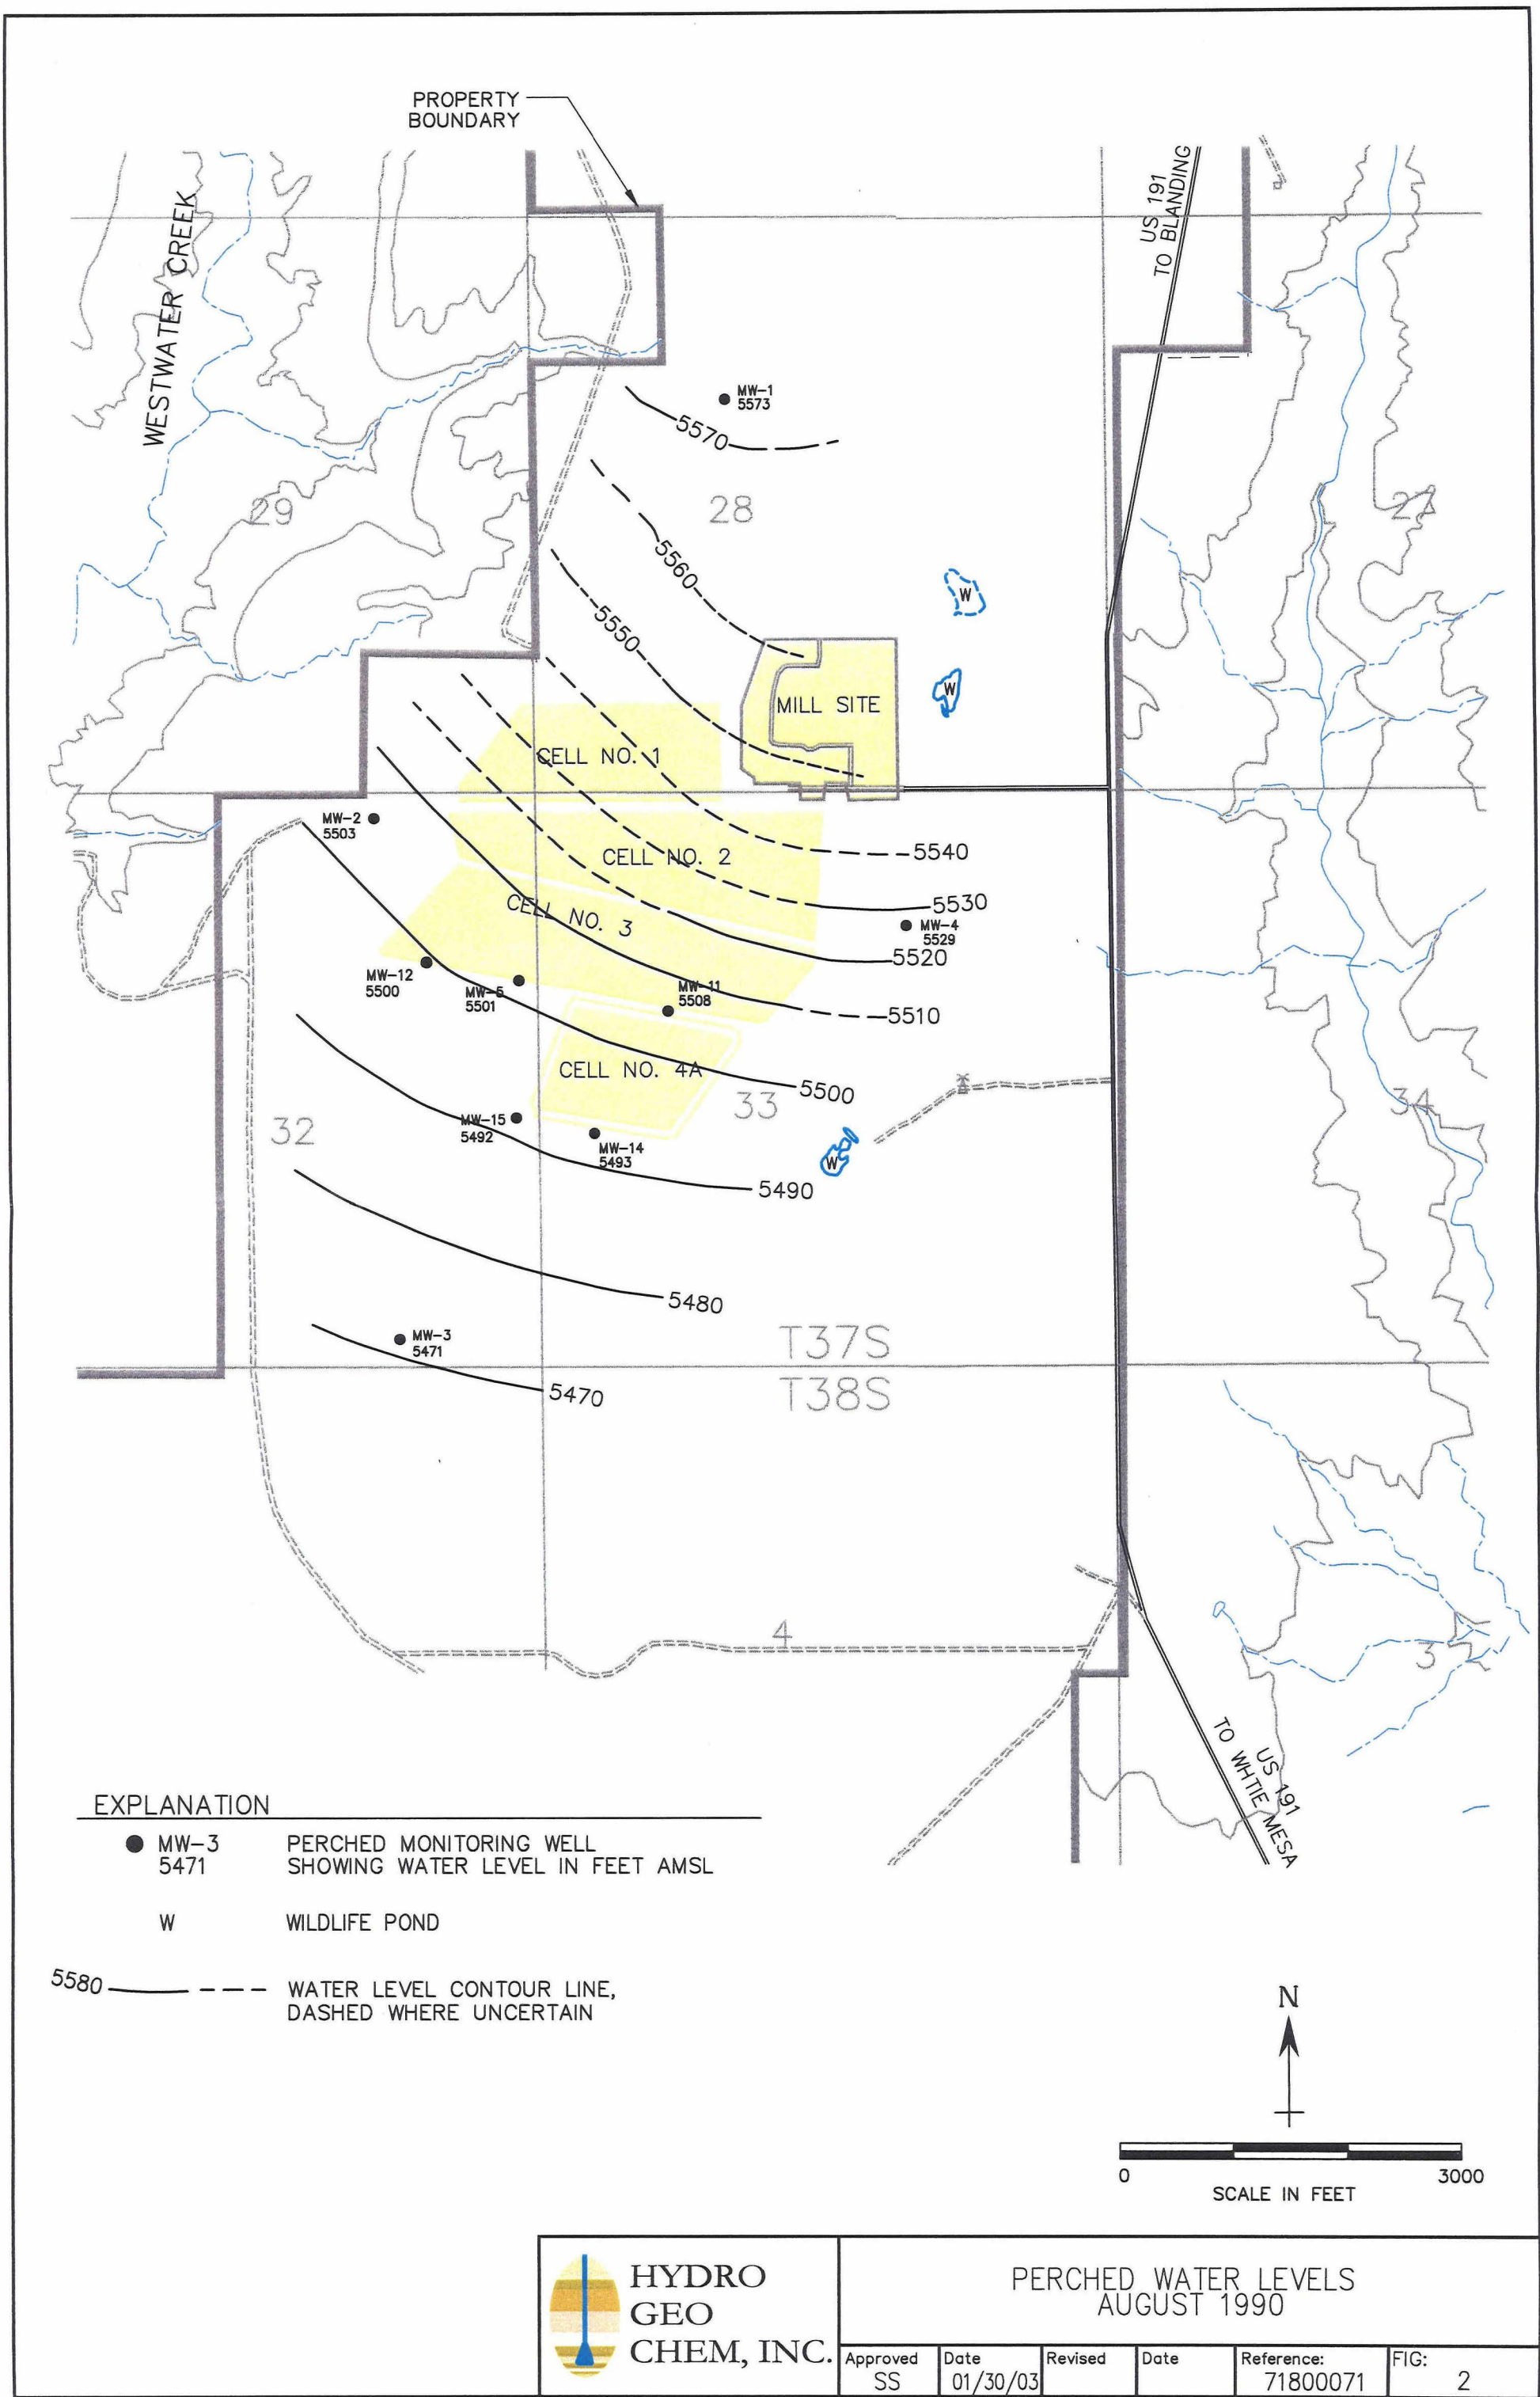 PROPERTY
BOUNDARY
WESTWATER CREEK
US 191
TO BLANDING
MW-1
5573
5570
29
28
5560
5550
W
W
MILL SITE
CELL NO. 1
MW-2
5503
CELL NO. 2
5540
5530
CELL NO. 3
MW-4
5529
5520
MW-12
5500
MW-5
5501
MW-11
5508
5510
CELL NO. 4A
5500
33
34
32
MW-15
5492
MW-14
5493
W
5490
5480
MW-3
5471
T37S
T38S
5470
4
3
US 191
TO WHTIE MESA
EXPLANATION
MW-3
5471
PERCHED MONITORING WELL
SHOWING WATER LEVEL IN FEET AMSL
W
WILDLIFE POND
5580
WATER LEVEL CONTOUR LINE,
DASHED WHERE UNCERTAIN
N
0
3000
SCALE IN FEET
HYDRO
GEO
CHEM, INC.
PERCHED WATER LEVELS
AUGUST 1990
Approved
SS
Date
01/30/03
Revised
Date
Reference:
71800071
FIG:
2